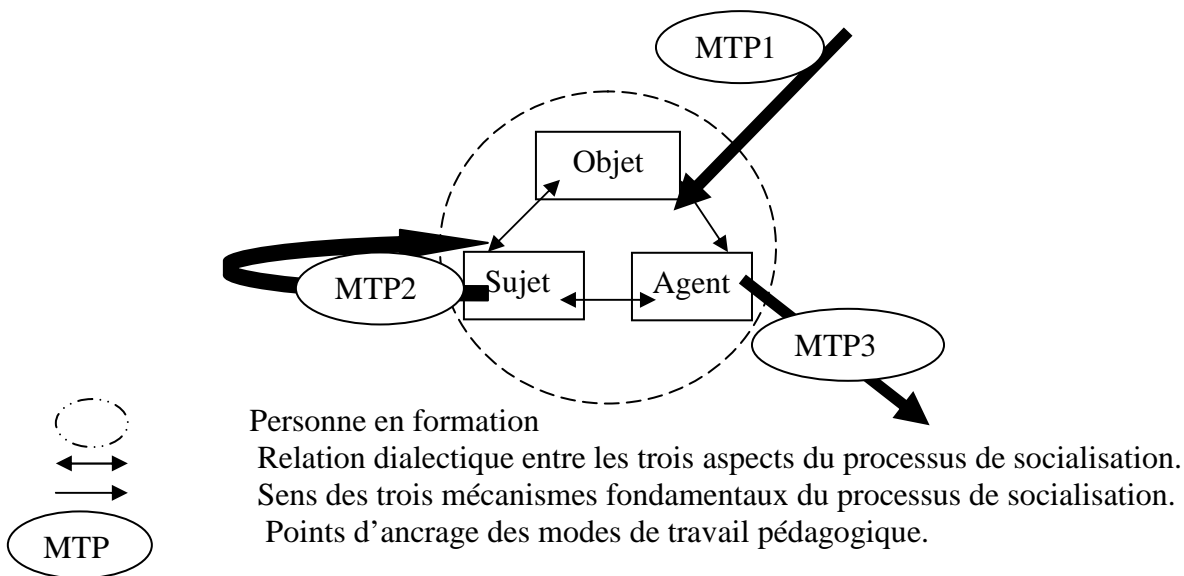 MTP1
Objet
Sujet
Agent
MTP2
MTP3
Personne en formation
Relation dialectique entre les trois aspects du processus de socialisation.
Sens des trois mécanismes fondamentaux du processus de socialisation.
Points d’ancrage des modes de travail pédagogique.
MTP